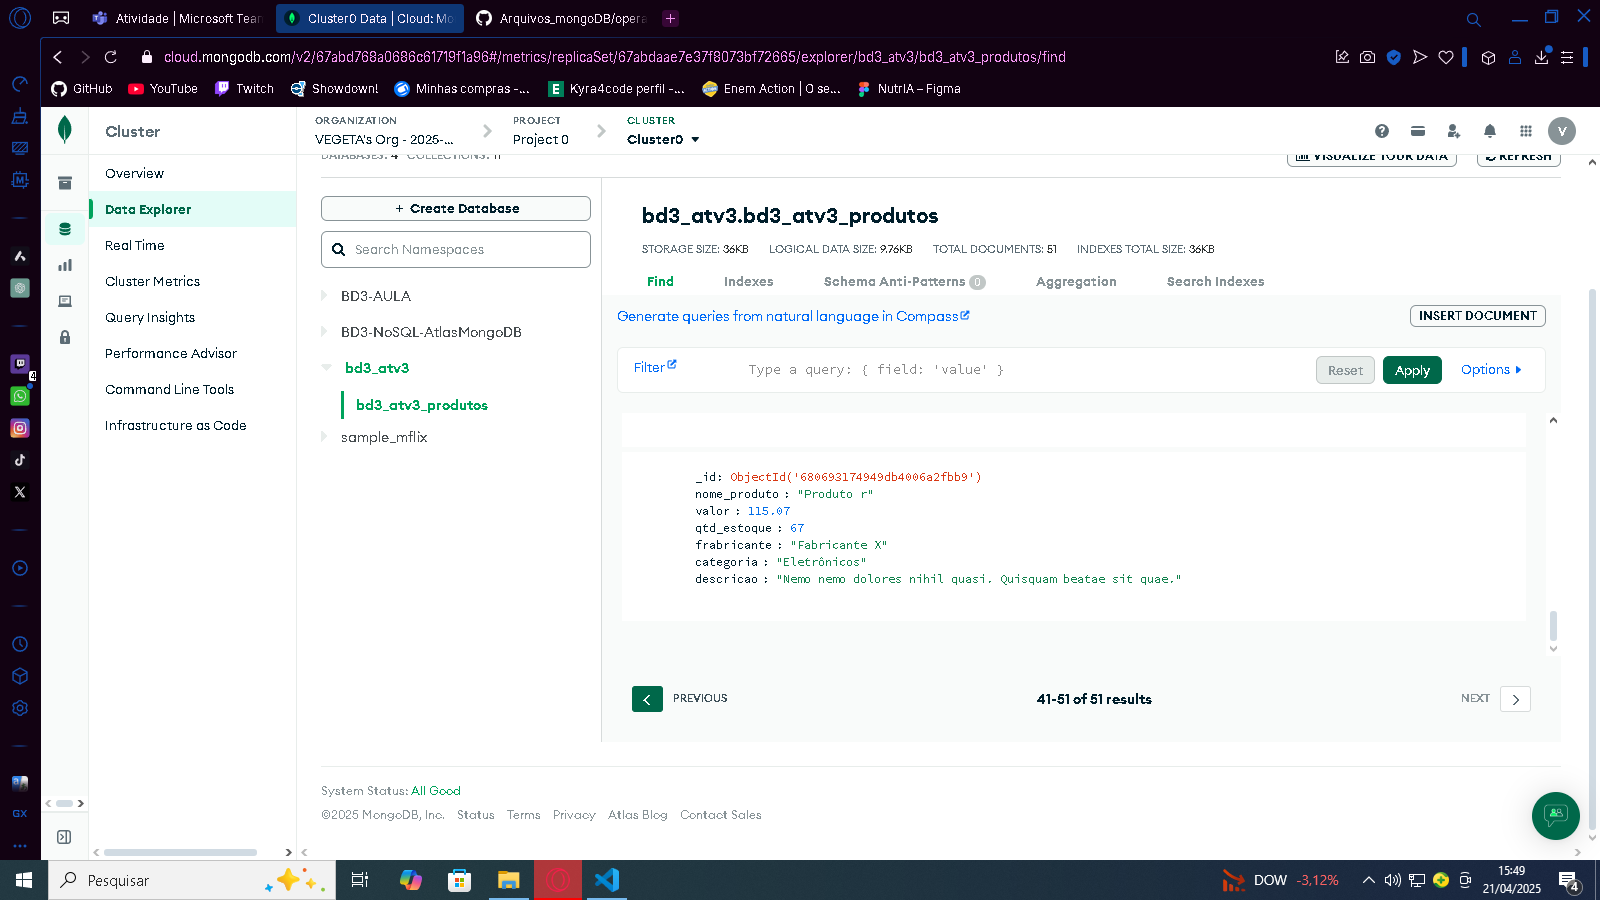 Atividade | Microsoft Tean
Cluster0 Data | Cloud: Mo
Arquivos_mongoDB/opera
cloud.mongodb.com/v2/67abd768a0686c61719f1a96#/metrics/replicaSet/67abdaae7e37f8073bf72665/explorer/bd3_atv3/bd3_atv3_produtos/find
GitHub
YouTube
Twitch
Showdown!
Minhas compras -...
Kyra4code perfil -...
Enem Action | O se...
NutrIA – Figma
Cluster
ORGANIZATION
VEGETA's Org - 2025-...
PROJECT
Project 0
CLUSTER
Cluster0
V
Overview
Data Explorer
Real Time
Cluster Metrics
Query Insights
Performance Advisor
Command Line Tools
Infrastructure as Code
DATABASES: 4 COLLECTIONS: 11
VISUALIZE YOUR DATA
REFRESH
+ Create Database
Search Namespaces
BD3-AULA
BD3-NoSQL-AtlasMongoDB
bd3_atv3
bd3_atv3_produtos
sample_mflix
bd3_atv3.bd3_atv3_produtos
STORAGE SIZE: 36KB LOGICAL DATA SIZE: 9.76KB TOTAL DOCUMENTS: 51 INDEXES TOTAL SIZE: 36KB
Find
Indexes
Schema Anti-Patterns 0
Aggregation
Search Indexes
Generate queries from natural language in Compass
INSERT DOCUMENT
Filter
Type a query: { field: 'value' }
Reset
Apply
Options
_id: ObjectId('680693174949db4006a2fbb9')
nome_produto : "Produto r"
valor : 115.07
qtd_estoque : 67
frabricante : "Fabricante X"
categoria : "Eletrônicos"
descricao : "Nemo nemo dolores nihil quasi. Quisquam beatae sit quae."
PREVIOUS
41-51 of 51 results
NEXT
System Status: All Good
©2025 MongoDB, Inc. Status Terms Privacy Atlas Blog Contact Sales
4
GX
Pesquisar
DOW -3,12%
15:49
21/04/2025
4